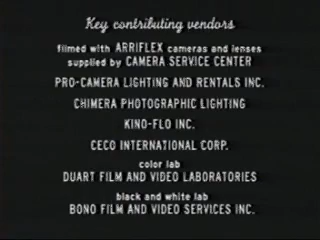 Key contributing vendors
filmed with ARRIFLEX cameras and lenses
supplied by CAMERA SERVICE CENTER
PRO-CAMERA LIGHTING AND RENTALS INC.
CHIMERA PHOTOGRAPHIC LIGHTING
KINO-FLO INC.
CECO INTERNATIONAL CORP.
color lab
DUART FILM AND VIDEO LABORATORIES
black and white lab
BONO FILM AND VIDEO SERVICES INC.